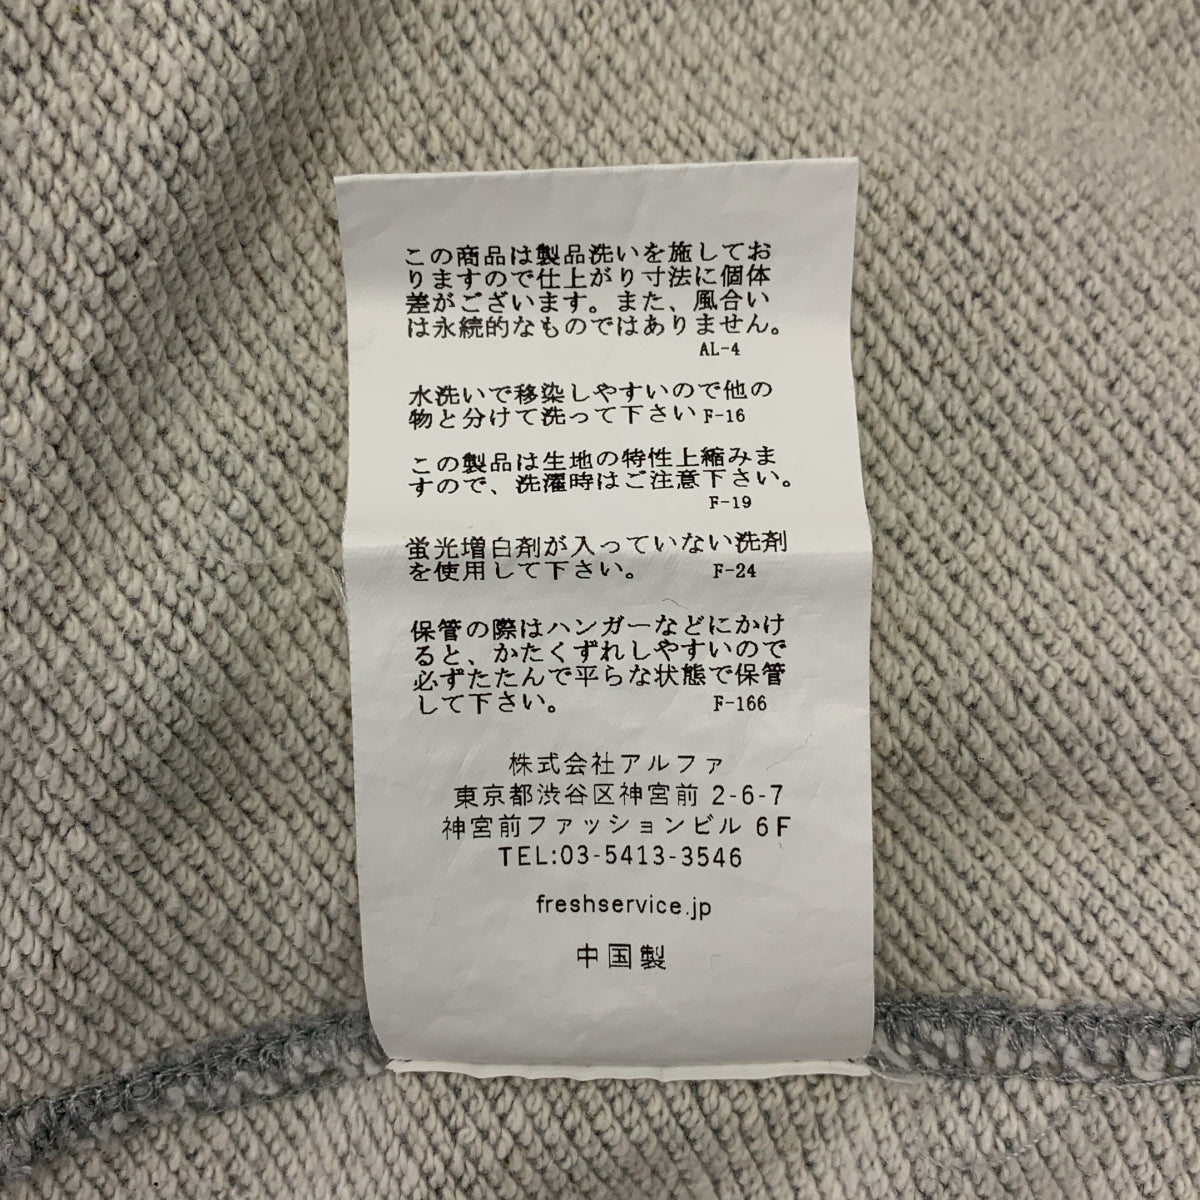 この商品は製品洗いを施してお
りますので仕上がり寸法に個体
差がございます。また、風合い
は永続的なものではありません。
AL-4
水洗いで移染しやすいので他の
物と分けて洗って下さい F-16
この製品は生地の特性上縮みま
すので、洗濯時はご注意下さい。
F-19
蛍光増白剤が入っていない洗剤
を使用して下さい。 F-24
保管の際はハンガーなどにかけ
ると、かたくずれしやすいので
必ずたたんで平らな状態で保管
して下さい。 F-166
株式会社アルファ
東京都渋谷区神宮前 2-6-7
神宮前ファッションビル 6F
TEL:03-5413-3546
freshservice.jp
中国製